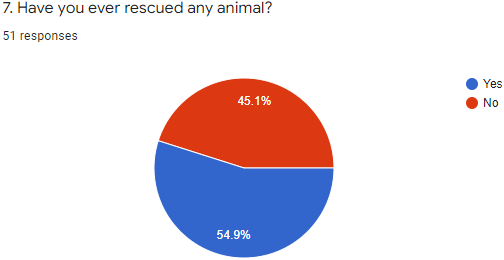 7. Have you ever rescued any animal?
51 responses
45.1%
54.9%
Yes
No